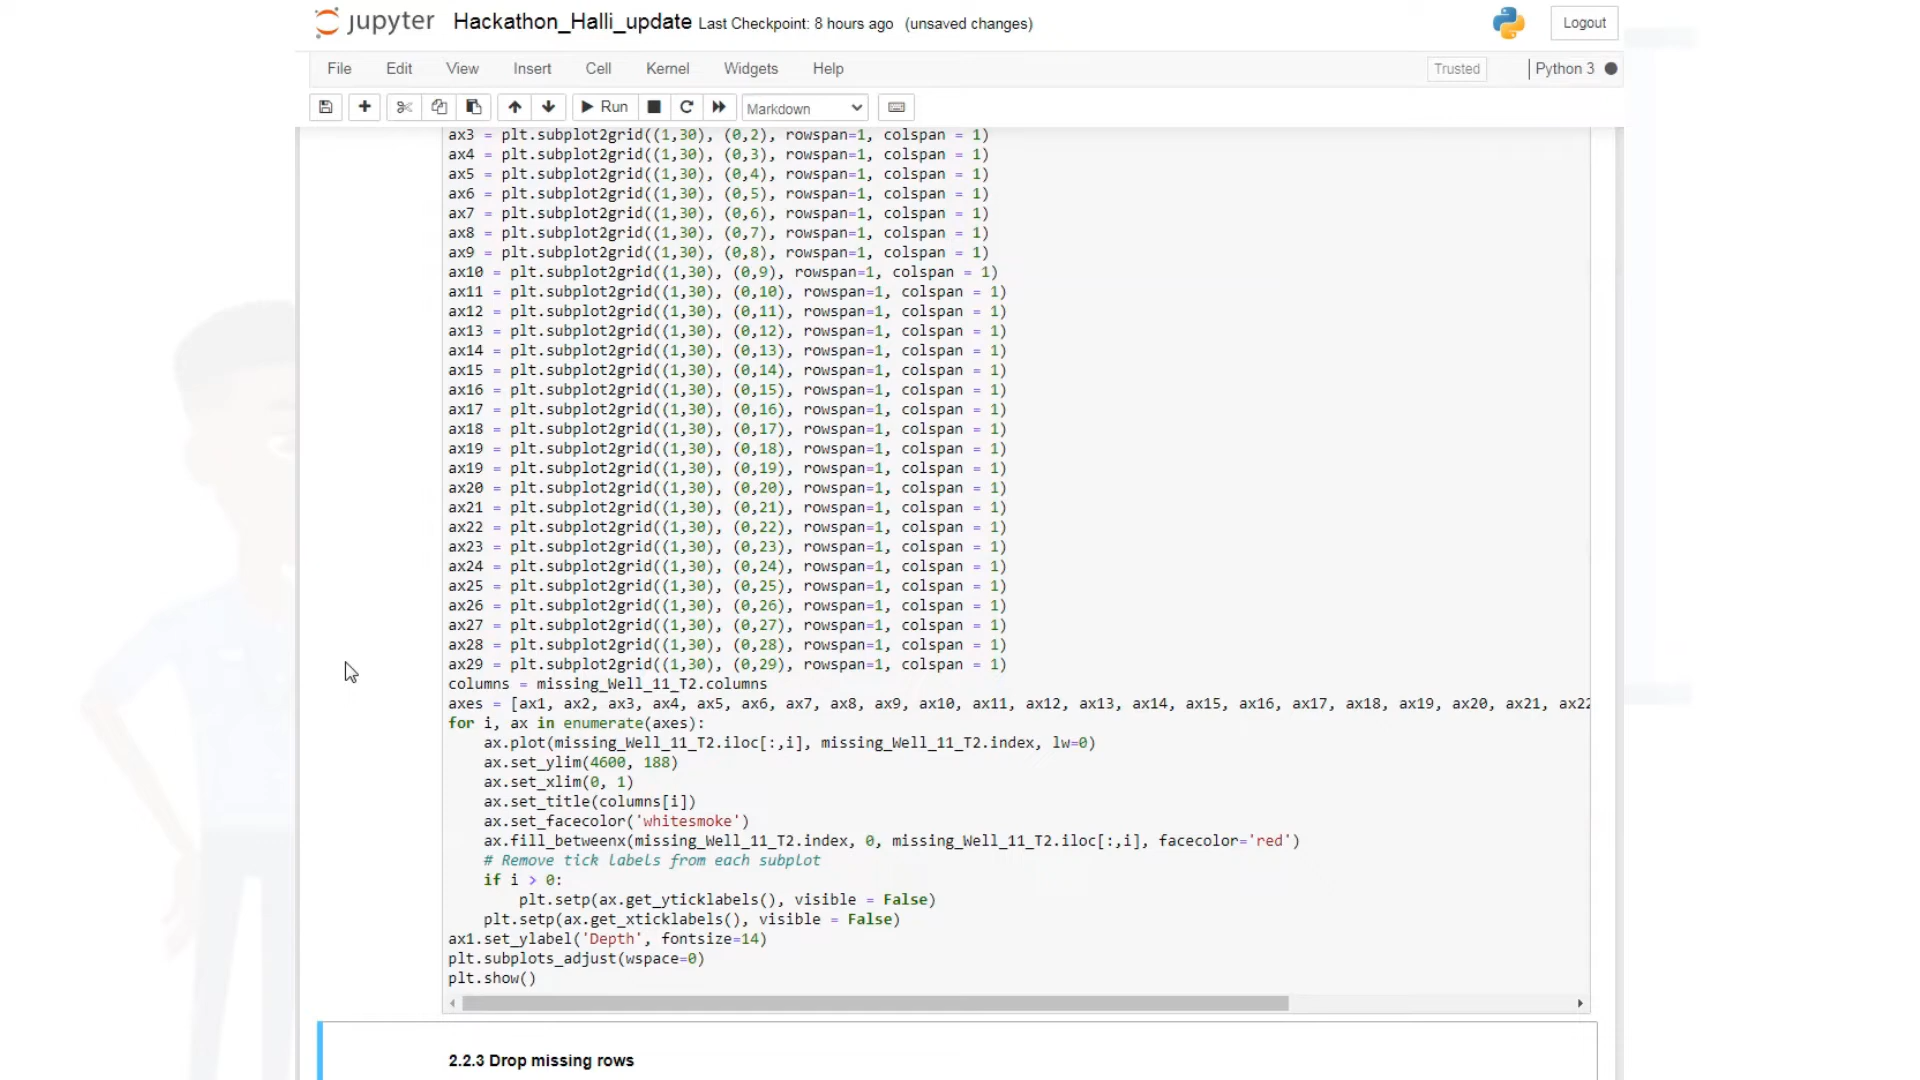 jupyter Hackathon_Halli_update Last Checkpoint: 8 hours ago (unsaved changes) Logout
File Edit View Insert Cell Kernel Widgets Help Trusted Python 3
Run Markdown
ax3 = plt.subplot2grid((1,30), (0,2), rowspan=1, colspan = 1)
ax4 = plt.subplot2grid((1,30), (0,3), rowspan=1, colspan = 1)
ax5 = plt.subplot2grid((1,30), (0,4), rowspan=1, colspan = 1)
ax6 = plt.subplot2grid((1,30), (0,5), rowspan=1, colspan = 1)
ax7 = plt.subplot2grid((1,30), (0,6), rowspan=1, colspan = 1)
ax8 = plt.subplot2grid((1,30), (0,7), rowspan=1, colspan = 1)
ax9 = plt.subplot2grid((1,30), (0,8), rowspan=1, colspan = 1)
ax10 = plt.subplot2grid((1,30), (0,9), rowspan=1, colspan = 1)
ax11 = plt.subplot2grid((1,30), (0,10), rowspan=1, colspan = 1)
ax12 = plt.subplot2grid((1,30), (0,11), rowspan=1, colspan = 1)
ax13 = plt.subplot2grid((1,30), (0,12), rowspan=1, colspan = 1)
ax14 = plt.subplot2grid((1,30), (0,13), rowspan=1, colspan = 1)
ax15 = plt.subplot2grid((1,30), (0,14), rowspan=1, colspan = 1)
ax16 = plt.subplot2grid((1,30), (0,15), rowspan=1, colspan = 1)
ax17 = plt.subplot2grid((1,30), (0,16), rowspan=1, colspan = 1)
ax18 = plt.subplot2grid((1,30), (0,17), rowspan=1, colspan = 1)
ax19 = plt.subplot2grid((1,30), (0,18), rowspan=1, colspan = 1)
ax19 = plt.subplot2grid((1,30), (0,19), rowspan=1, colspan = 1)
ax20 = plt.subplot2grid((1,30), (0,20), rowspan=1, colspan = 1)
ax21 = plt.subplot2grid((1,30), (0,21), rowspan=1, colspan = 1)
ax22 = plt.subplot2grid((1,30), (0,22), rowspan=1, colspan = 1)
ax23 = plt.subplot2grid((1,30), (0,23), rowspan=1, colspan = 1)
ax24 = plt.subplot2grid((1,30), (0,24), rowspan=1, colspan = 1)
ax25 = plt.subplot2grid((1,30), (0,25), rowspan=1, colspan = 1)
ax26 = plt.subplot2grid((1,30), (0,26), rowspan=1, colspan = 1)
ax27 = plt.subplot2grid((1,30), (0,27), rowspan=1, colspan = 1)
ax28 = plt.subplot2grid((1,30), (0,28), rowspan=1, colspan = 1)
ax29 = plt.subplot2grid((1,30), (0,29), rowspan=1, colspan = 1)
columns = missing_Well_11_T2.columns
axes = [ax1, ax2, ax3, ax4, ax5, ax6, ax7, ax8, ax9, ax10, ax11, ax12, ax13, ax14, ax15, ax16, ax17, ax18, ax19, ax20, ax21, ax22
for i, ax in enumerate(axes):
    ax.plot(missing_Well_11_T2.iloc[:,i], missing_Well_11_T2.index, lw=0)
    ax.set_ylim(4600, 188)
    ax.set_xlim(0, 1)
    ax.set_title(columns[i])
    ax.set_facecolor('whitesmoke')
    ax.fill_betweenx(missing_Well_11_T2.index, 0, missing_Well_11_T2.iloc[:,i], facecolor='red')
    # Remove tick labels from each subplot
    if i > 0:
        plt.setp(ax.get_yticklabels(), visible = False)
    plt.setp(ax.get_xticklabels(), visible = False)
ax1.set_ylabel('Depth', fontsize=14)
plt.subplots_adjust(wspace=0)
plt.show()
2.2.3 Drop missing rows